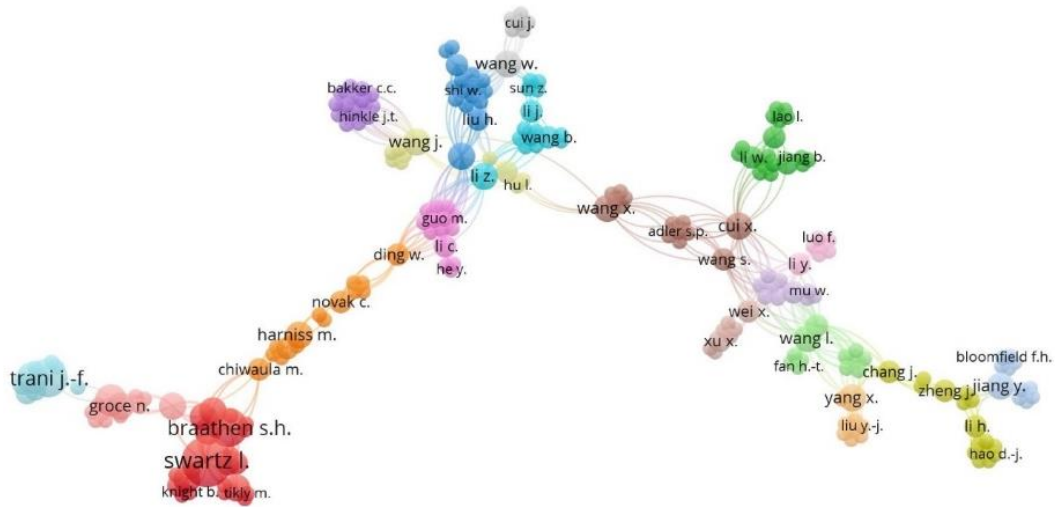 cui j.
wang w.
bakker c.c.
shi w.
sun z.
hinkle j.t.
liu h.
li j.
wang j.
wang b.
lao l.
li w.
jiang b.
li z.
hu l.
guo m.
wang x.
adler s.p.
cui x.
li c.
ding w.
he y.
wang s.
luo f.
li y.
novak c.
mu w.
wei x.
harniss m.
xu x.
wang l.
chiwaula m.
fan h.-t.
chang j.
bloomfield f.h.
trani j.-f.
zheng j.
jiang y.
groce n.
yang x.
braathen s.h.
liu y.-j.
li h.
swartz l.
hao d.-j.
knight b.
tikly m.